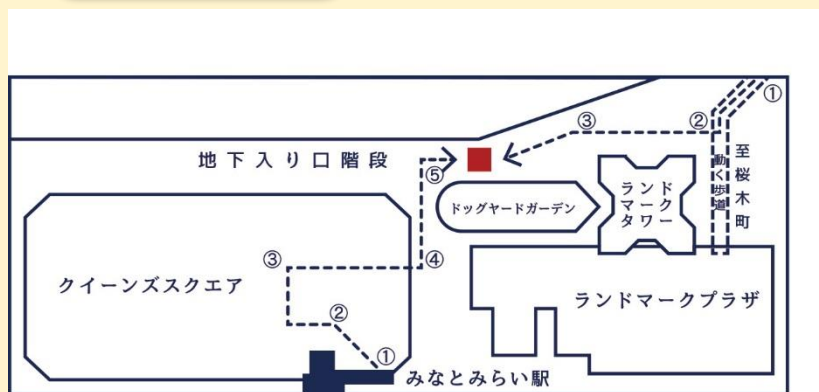 ①
②
③
地下入り口階段
至桜木町
動く歩道
⑤
ランド
マーク
タワー
ドッグヤードガーデン
③
④
クイーンズスクエア
ランドマークプラザ
②
①
みなとみらい駅